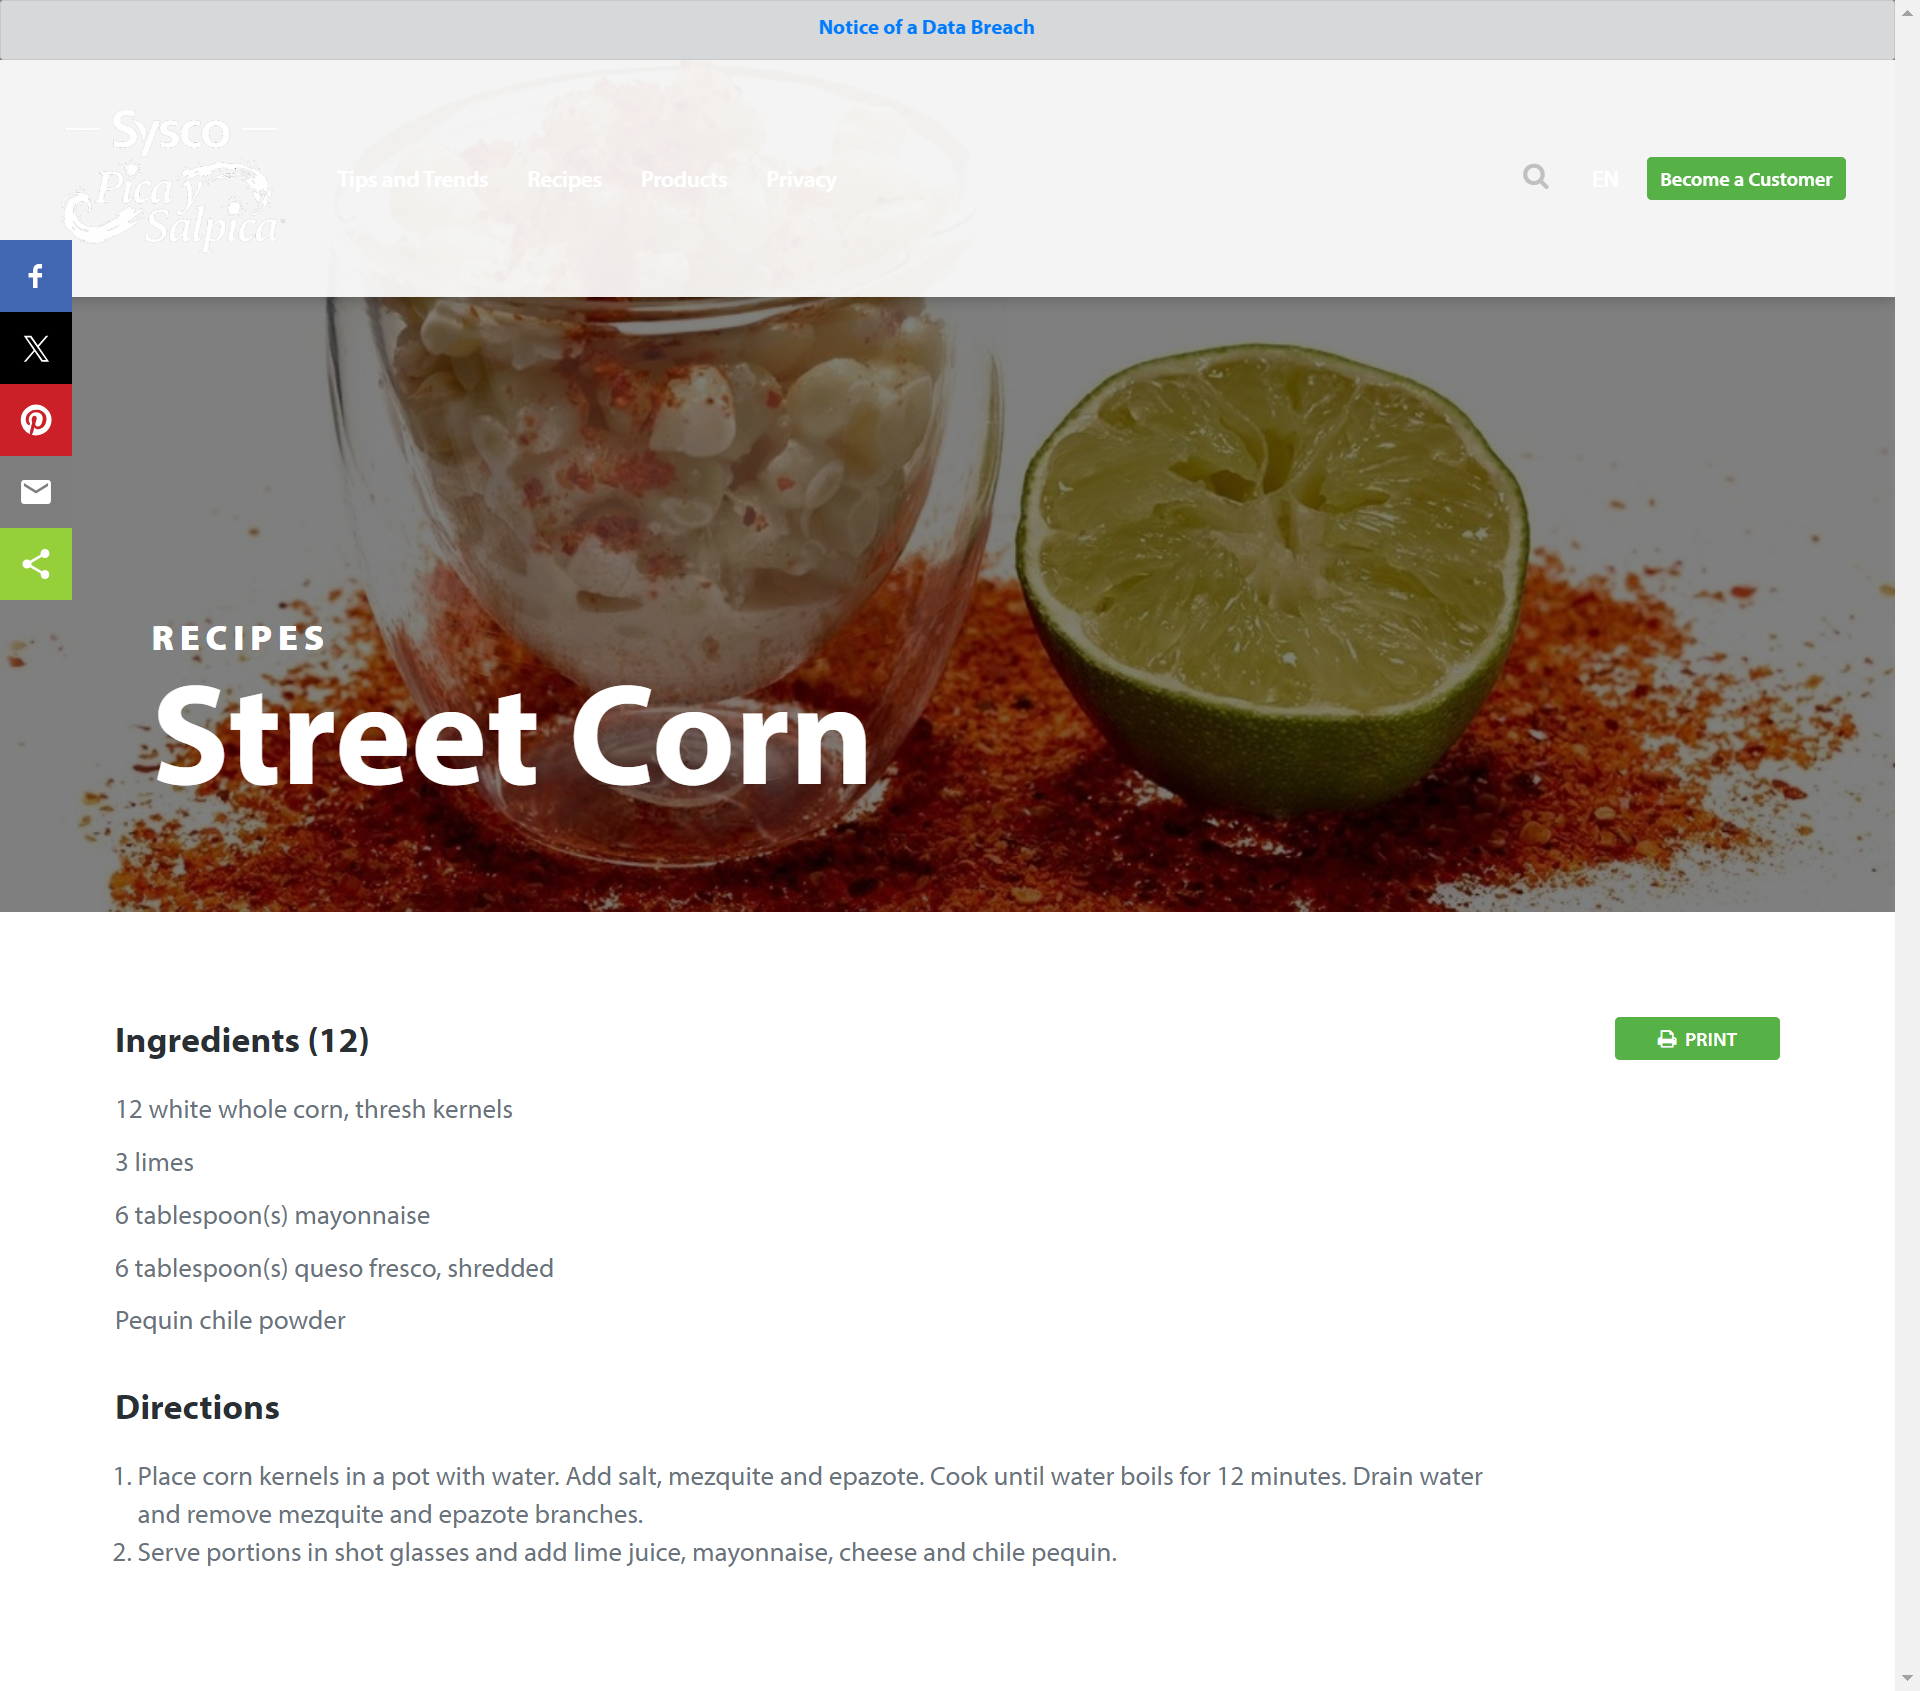 Notice of a Data Breach
Sysco
Pica y
Salpica
Tips and Trends Recipes Products Privacy
EN
Become a Customer
RECIPES
Street Corn
Ingredients (12)
PRINT
12 white whole corn, thresh kernels
3 limes
6 tablespoon(s) mayonnaise
6 tablespoon(s) queso fresco, shredded
Pequin chile powder
Directions
1. Place corn kernels in a pot with water. Add salt, mezquite and epazote. Cook until water boils for 12 minutes. Drain water
and remove mezquite and epazote branches.
2. Serve portions in shot glasses and add lime juice, mayonnaise, cheese and chile pequin.